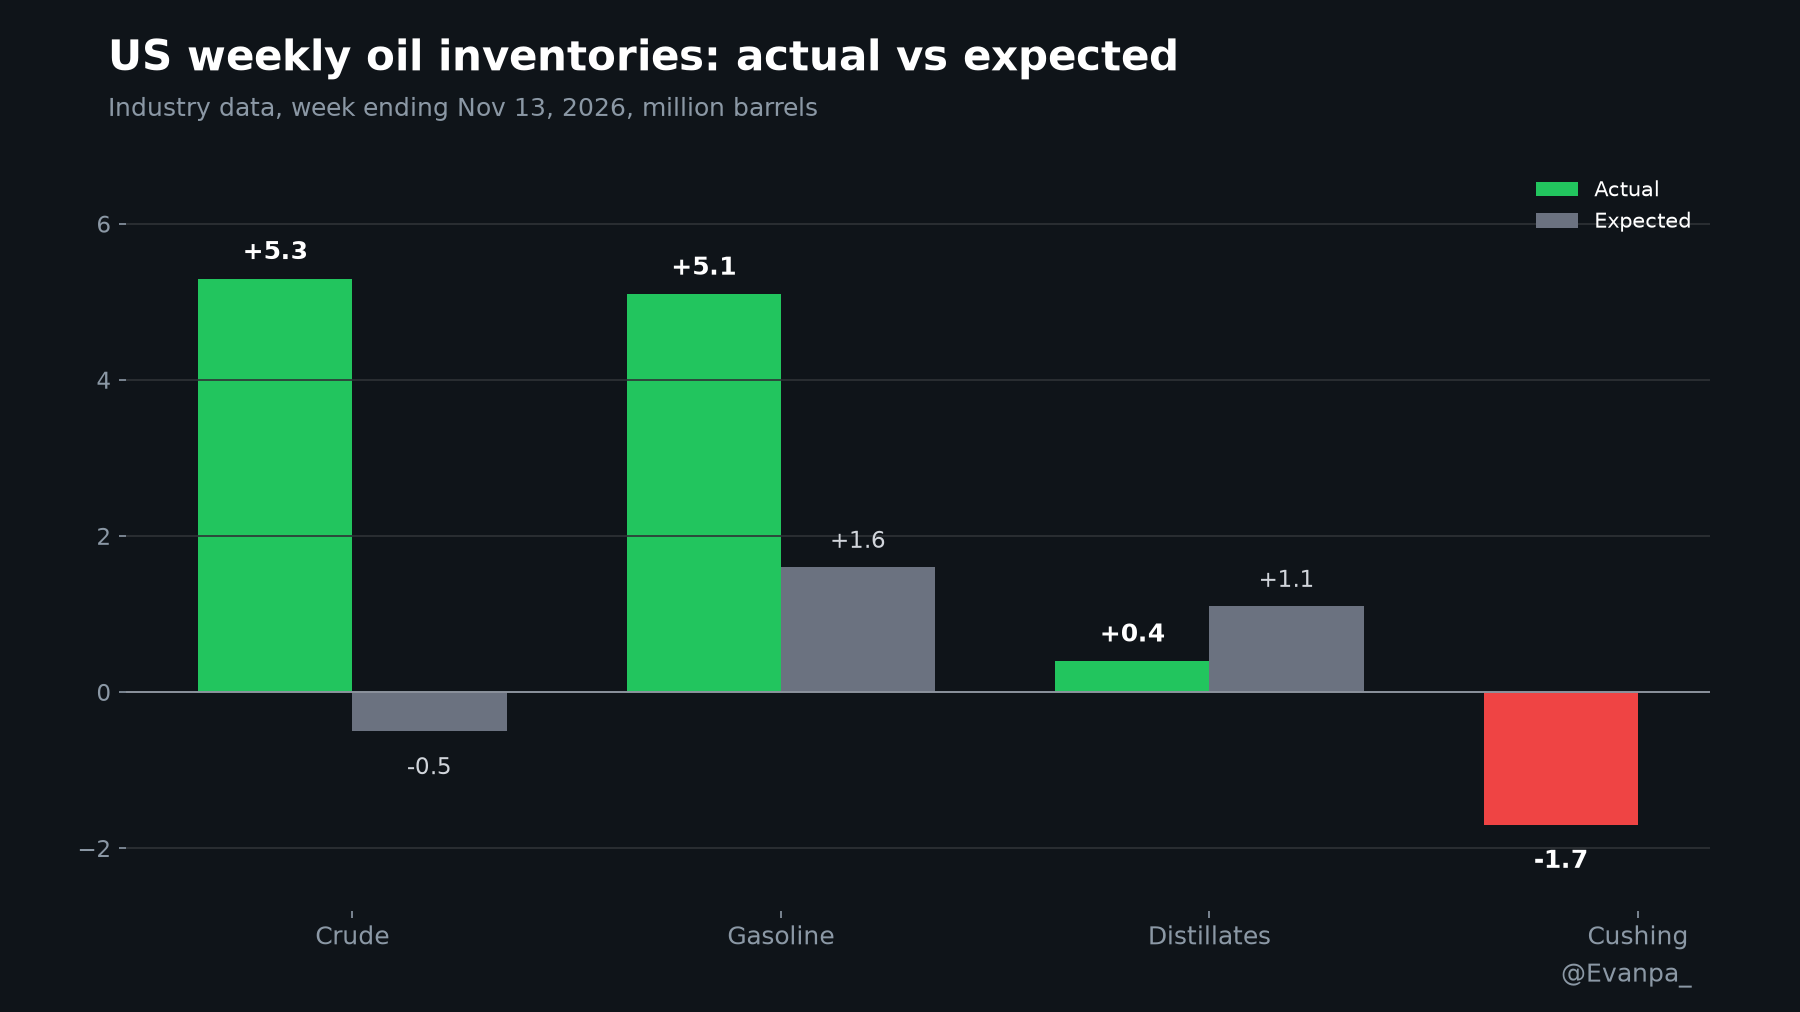 US weekly oil inventories: actual vs expected
Industry data, week ending Nov 13, 2026, million barrels
Actual
Expected
6
+5.3
+5.1
4
2
+1.6
+1.1
+0.4
0
-0.5
−2
-1.7
Crude
Gasoline
Distillates
Cushing
@Evanpa_